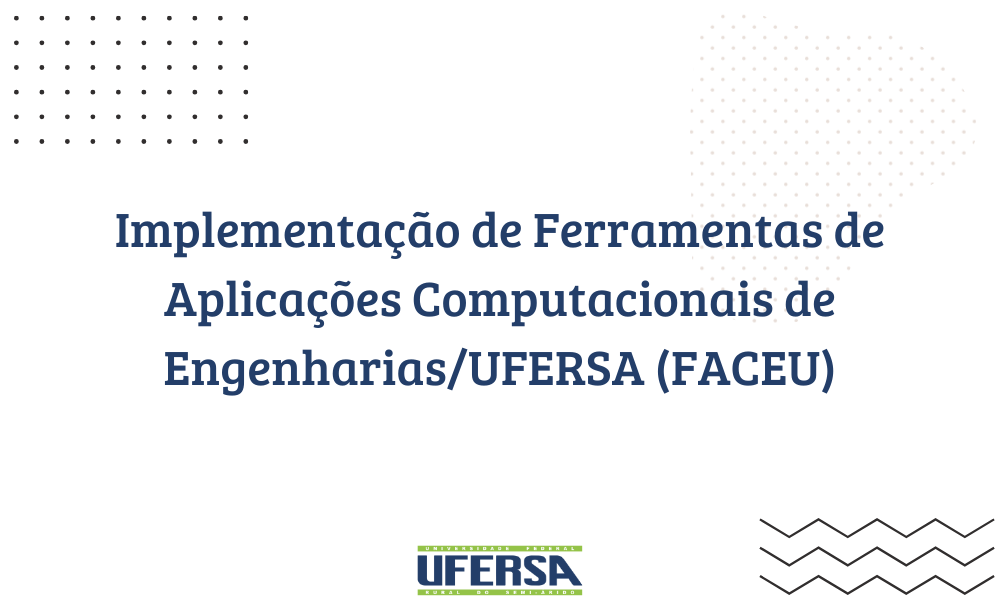 Implementação de Ferramentas de
Aplicações Computacionais de
Engenharias/UFERSA (FACEU)
UNIVERSIDADE FEDERAL
UFERSA
RURAL DO SEMI-ÁRIDO